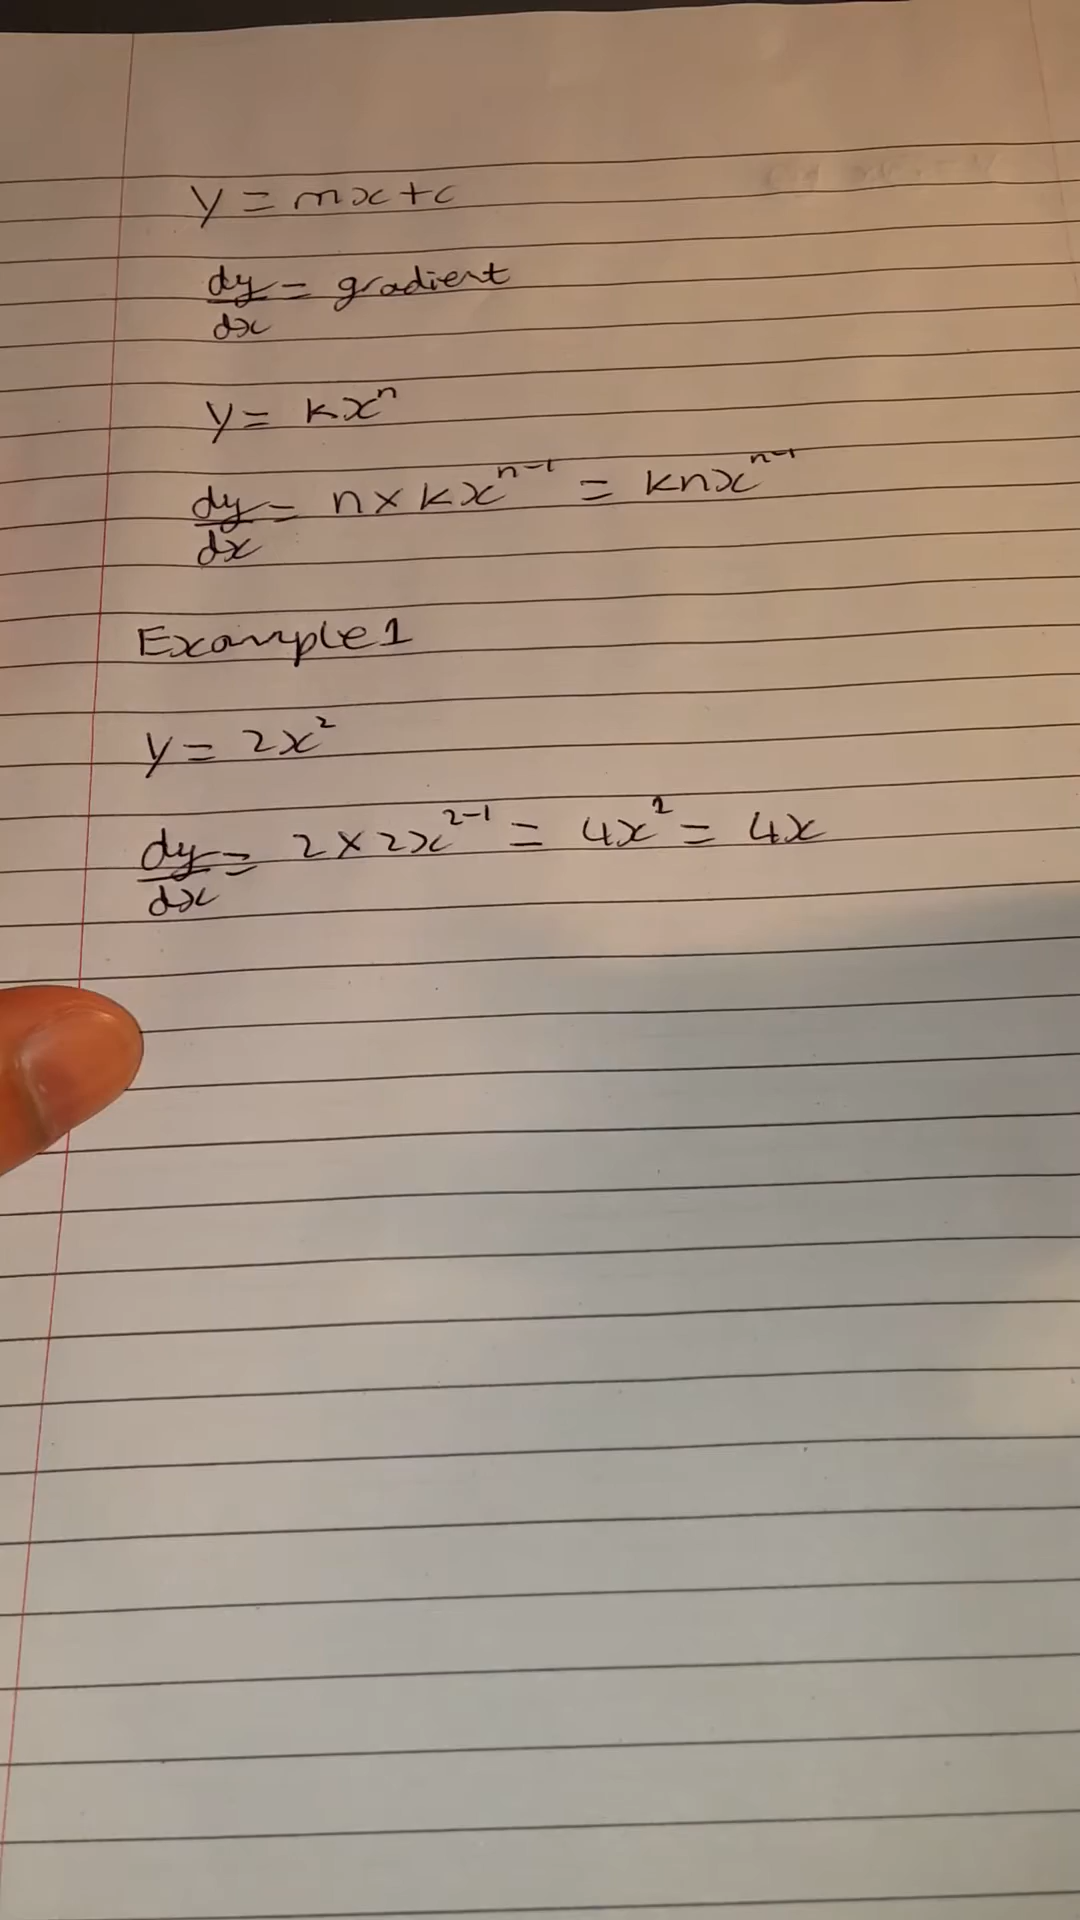 y = mx + c
dy/dx = gradient
y = kxⁿ
dy/dx = n × kxⁿ⁻¹ = knxⁿ⁻¹
Example 1
y = 2x²
dy/dx = 2 × 2x²⁻¹ = 4x¹ = 4x